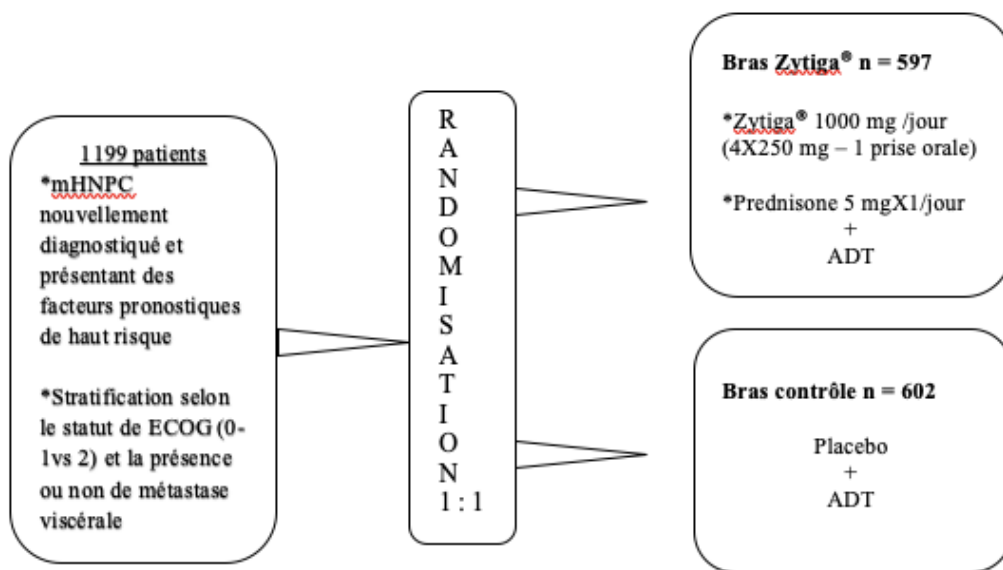 1199 patients
*mHNPC
nouvellement
diagnostiqué et
présentant des
facteurs pronostiques
de haut risque
*Stratification selon
le statut de ECOG (0-
1vs 2) et la présence
ou non de métastase
viscérale
R
A
N
D
O
M
I
S
A
T
I
O
N
1 : 1
Bras Zytiga® n = 597
*Zytiga® 1000 mg /jour
(4X250 mg – 1 prise orale)
*Prednisone 5 mgX1/jour
+
ADT
Bras contrôle n = 602
Placebo
+
ADT